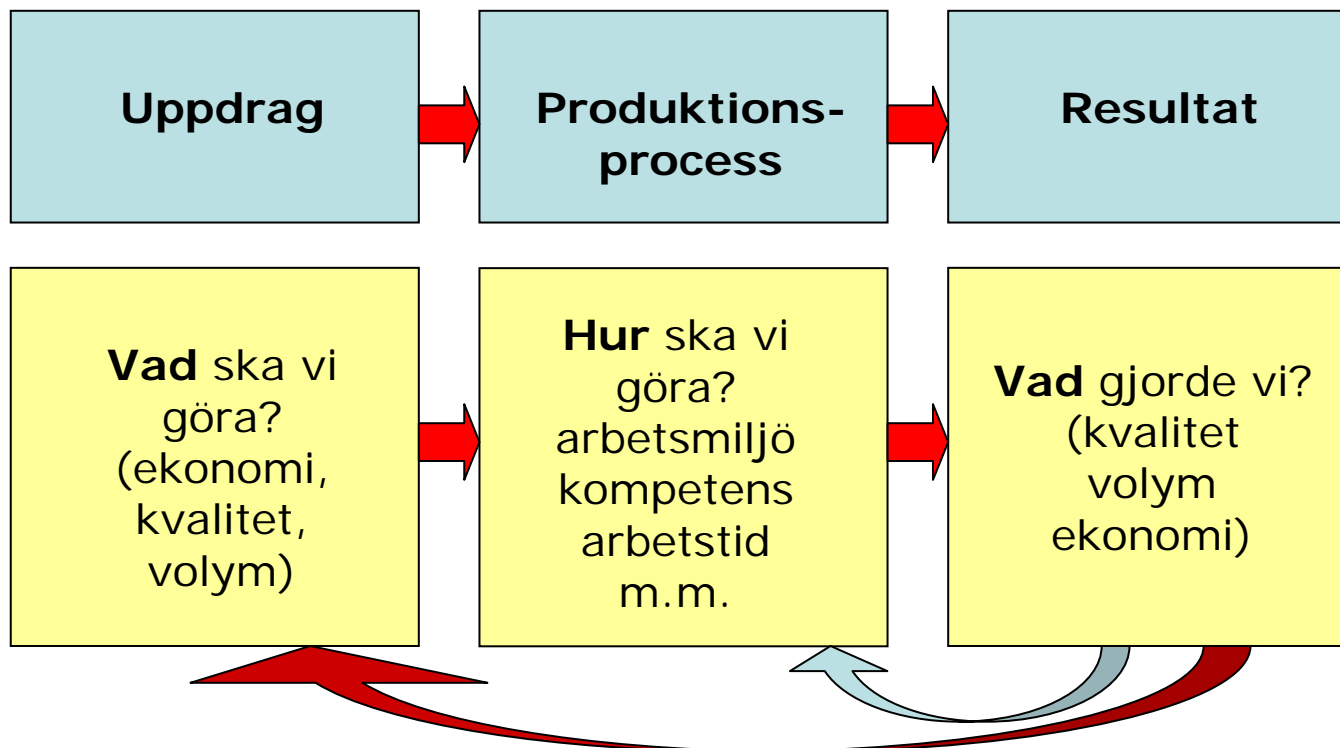 Uppdrag
Produktions-
process
Resultat
Vad ska vi
göra?
(ekonomi,
kvalitet,
volym)
Hur ska vi
göra?
arbetsmiljö
kompetens
arbetstid
m.m.
Vad gjorde vi?
(kvalitet
volym
ekonomi)